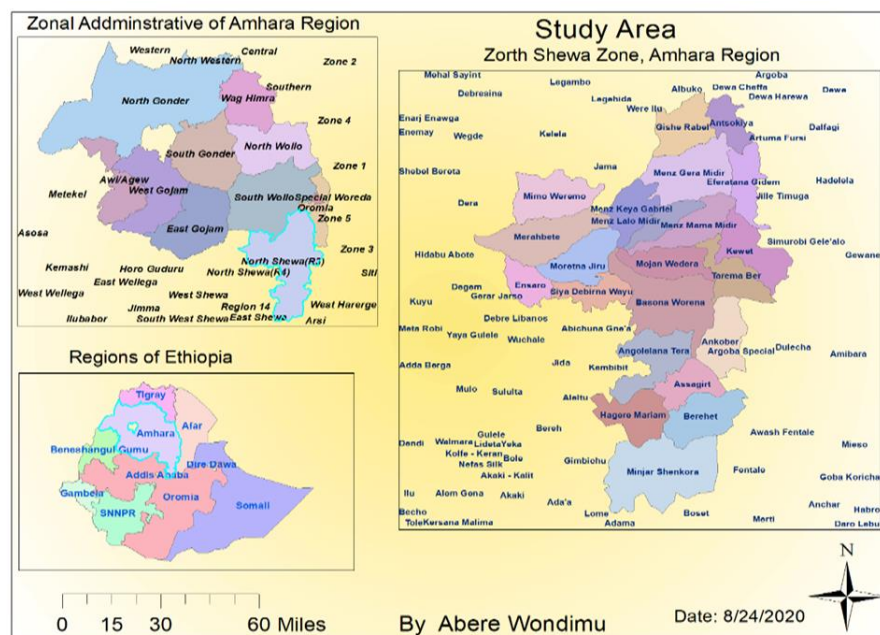 Zonal Addminstrative of Amhara Region
Western
Central
North Western
Zone 2
Southern
North Gonder
Wag Himra
Zone 4
South Gonder
North Wollo
Zone 1
Awi/Agew
West Gojam
Metekel
South Wollo
Special Woreda
Oromia
Zone 5
East Gojam
Asosa
North Shewa(R3)
Zone 3
Kemashi
Horo Guduru
North Shewa(R4)
Siti
East Wellega
West Wellega
West Shewa
Jimma
Region 14
West Harerge
Ilubabor
South West Shewa
East Shewa
Arsi
Regions of Ethiopia
Tigray
Afar
Amhara
Beneshangul Gumu
Dire Dawa
Addis Ababa
Gambela
Oromia
SNNPR
Somali
0 15 30 60 Miles
Study Area
Zorth Shewa Zone, Amhara Region
Mohal Sayint
Argoba
Legambo
Albuko
Dewa Cheffa
Debresina
Dewa Harewa
Dewe
Legehida
Were Ilu
Antsokiya
Enarj Enawga
Gishe Rabel
Dalfagi
Enemay
Wegde
Kelela
Artuma Fursi
Jama
Shebel Bereta
Menz Gera Midir
Hadelela
Eferatana Gidem
Mimo Weremo
Jille Timuga
Dera
Menz Keya Gabriel
Menz Lalo Midir
Menz Mama Midir
Merahbete
Simurobi Gele'alo
Kewet
Hidabu Abote
Moretna Jiru
Mojan Wedera
Gewane
Tarema Ber
Ensaro
Degem
Siya Debirna Wayu
Gerar Jarso
Kuyu
Basona Worena
Debre Libanos
Meta Robi
Abichuna Gne'a
Yaya Gulele
Wuchale
Ankober
Dulecha
Angolelana Tera
Argoba Special
Amibara
Adda Berga
Jida
Kembibit
Assagirt
Mulo
Sululta
Aleltu
Hagere Mariam
Berehet
Bereh
Awash Fentale
Gulele
Dendi
Walmara
Lideta
Yeka
Mieso
Kolfe - Keran
Bole
Nefas Silk
Gimbichu
Akaki - Kalit
Minjar Shenkora
Fentale
Goba Koricha
Ilu
Alem Gena
Akaki
Ada'a
Anchar
Becho
Lome
Boset
Merti
Habro
Tole
Kersana Malima
Adama
Daro Lebu
N
By Abere Wondimu
Date: 8/24/2020